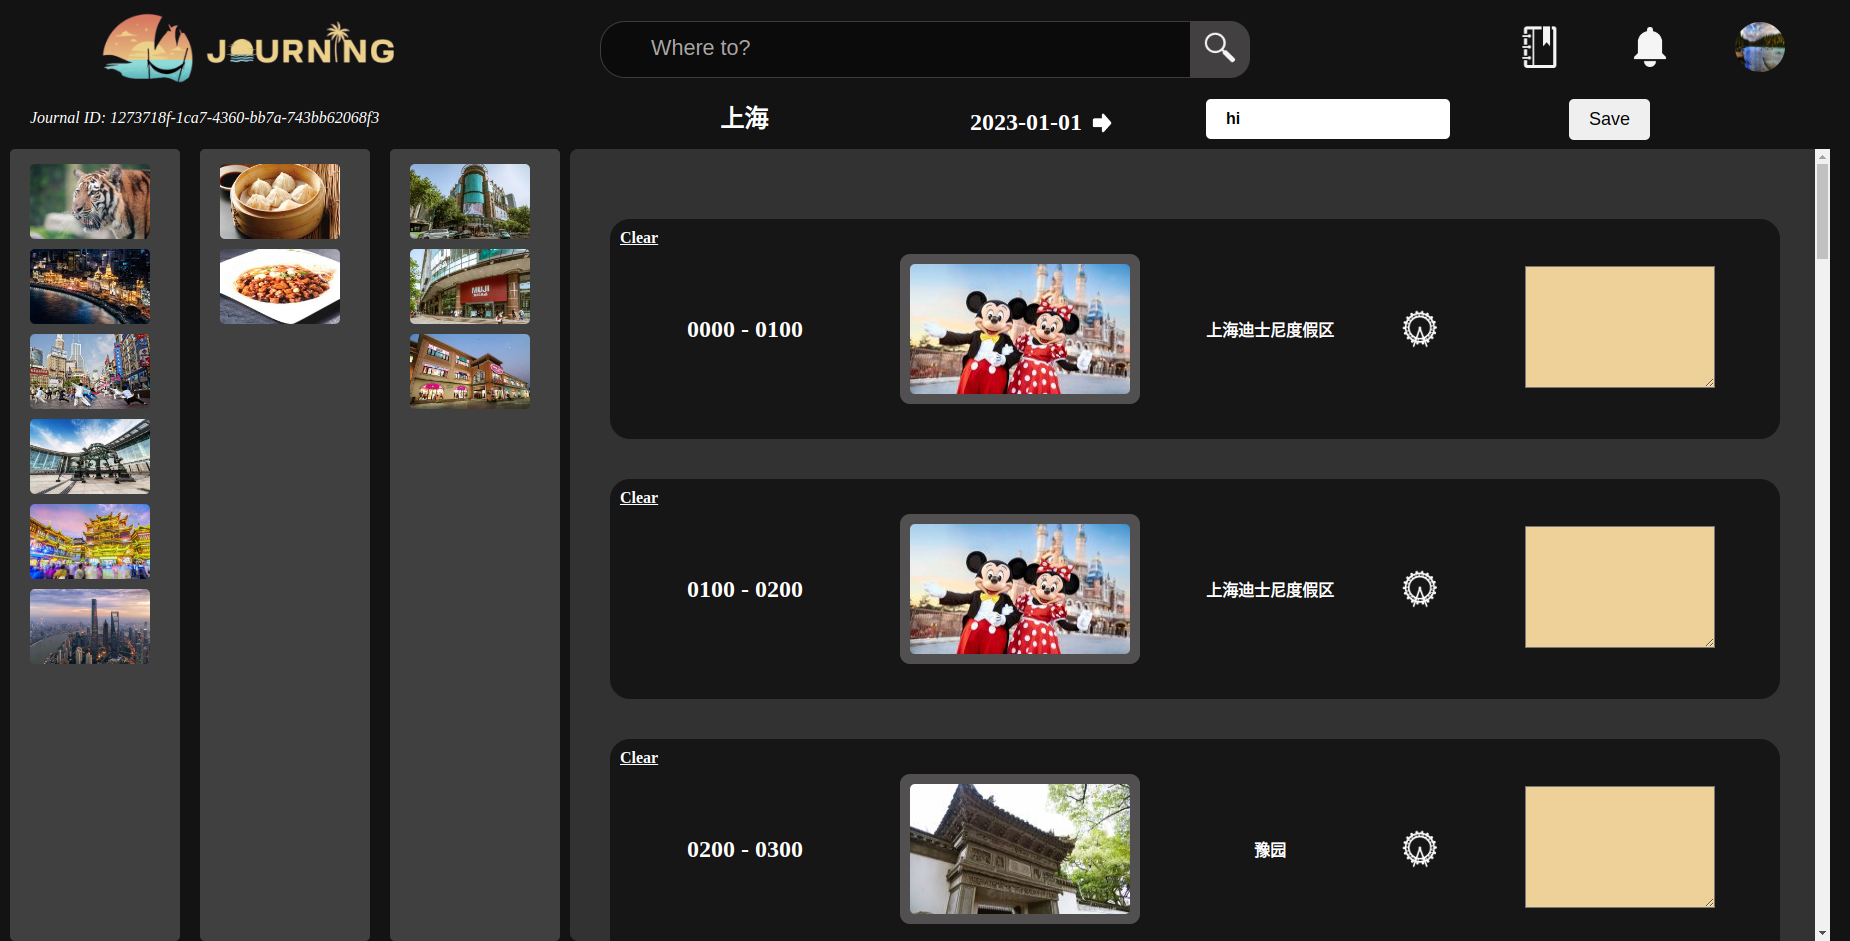 JOURNING
Where to?
Journal ID: 1273718f-1ca7-4360-bb7a-743bb62068f3
上海
2023-01-01
hi
Save
Clear
0000 - 0100
上海迪士尼度假区
Clear
0100 - 0200
上海迪士尼度假区
Clear
0200 - 0300
豫园
MUJI